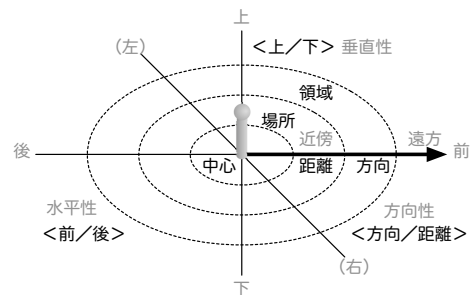 上
（左）
＜上／下＞ 垂直性
領域
場所
近傍
遠方
後
前
中心
距離
方向
水平性
＜前／後＞
方向性
＜方向／距離＞
（右）
下